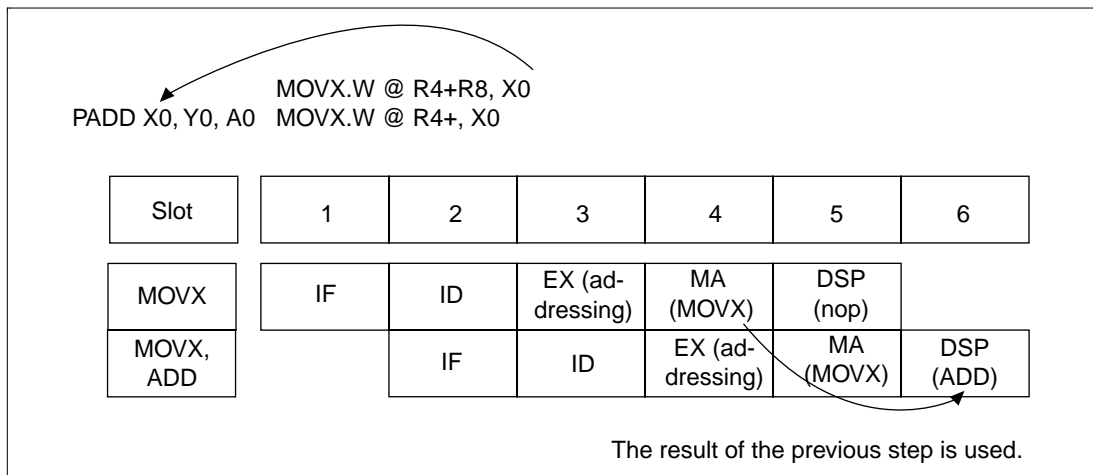 MOVX.W @ R4+R8, X0
PADD X0, Y0, A0 MOVX.W @ R4+, X0
Slot 1 2 3 4 5 6
MOVX IF ID EX (ad-
dressing) MA
(MOVX) DSP
(nop)
MOVX,
ADD IF ID EX (ad-
dressing) MA
(MOVX) DSP
(ADD)
The result of the previous step is used.